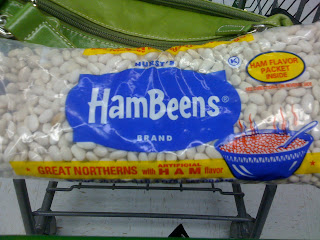 HURST'S
HamBeens®
BRAND
HAM FLAVOR
PACKET
INSIDE
K
GREAT NORTHERNS with ARTIFICIAL HAM flavor